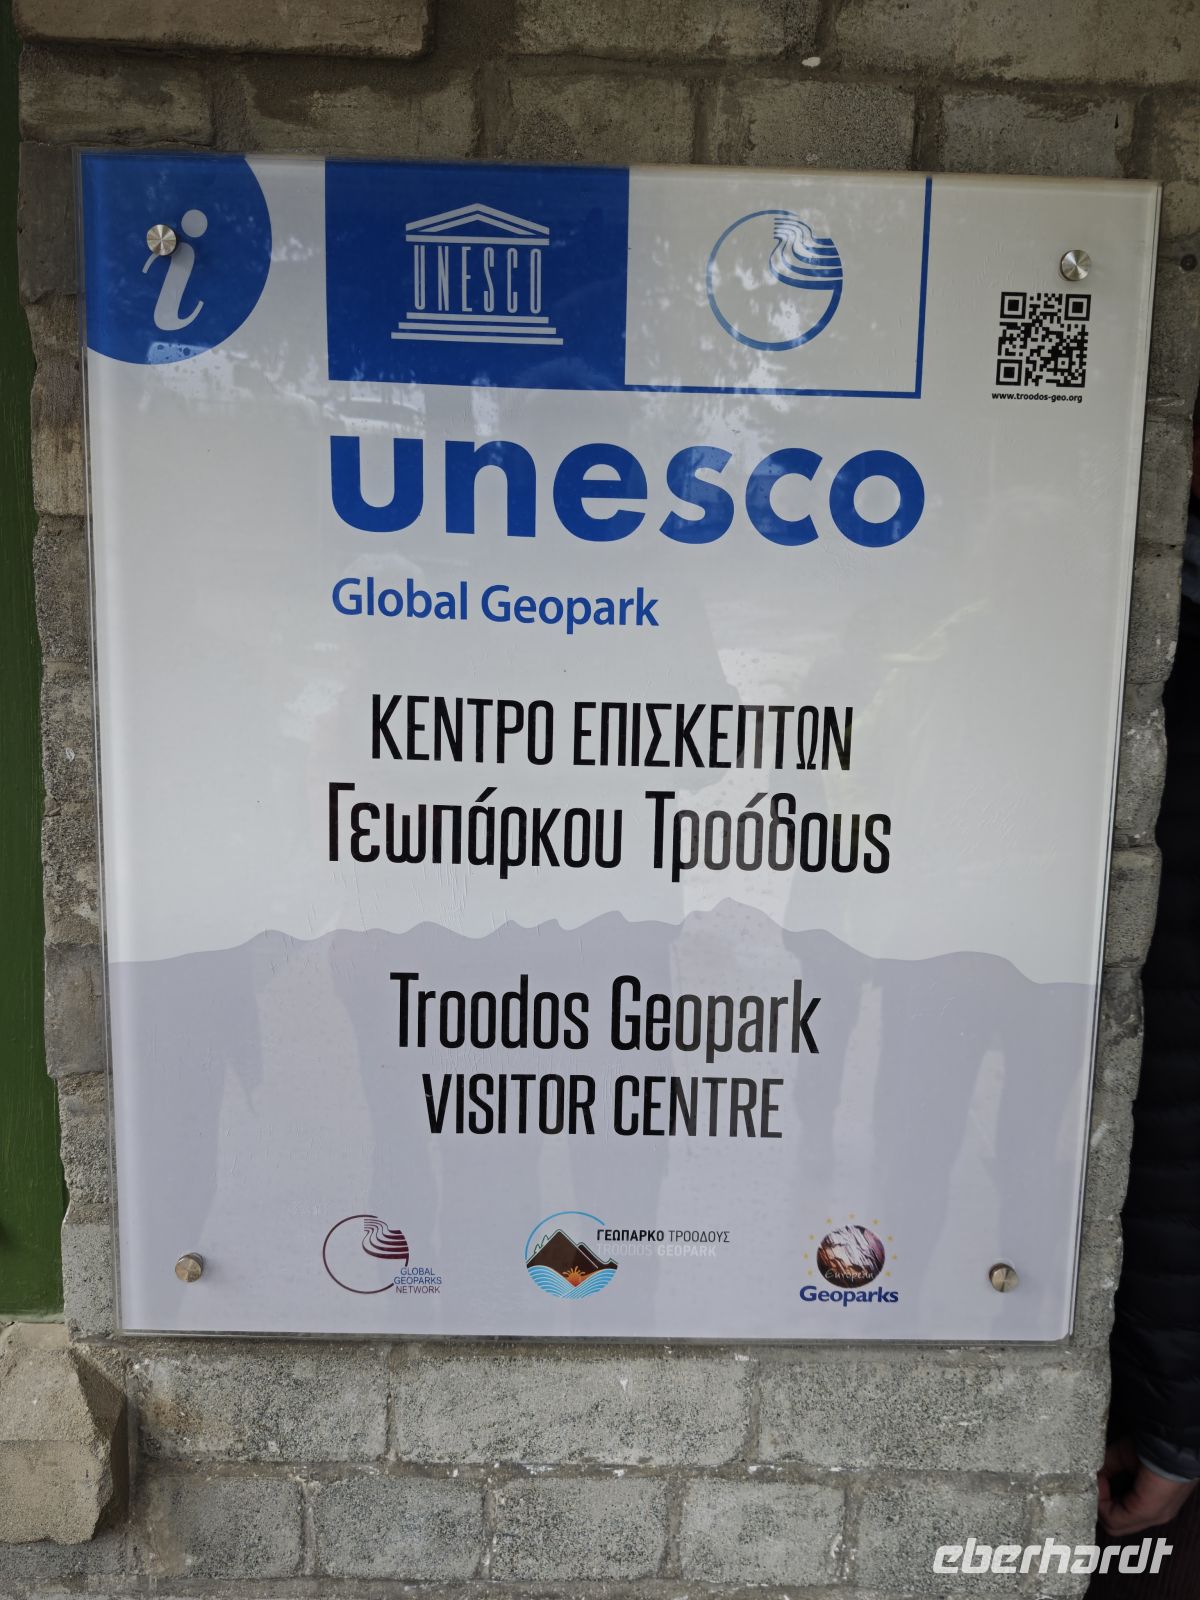 i
UNESCO
www.troodos-geo.org
unesco
Global Geopark
ΚΕΝΤΡΟ ΕΠΙΣΚΕΠΤΩΝ
Γεωπάρκου Τροόδους
Troodos Geopark
VISITOR CENTRE
GLOBAL
GEOPARKS
NETWORK
ΓΕΩΠΑΡΚΟ ΤΡΟΟΔΟΥΣ
TROODOS GEOPARK
European
Geoparks
eberhardt